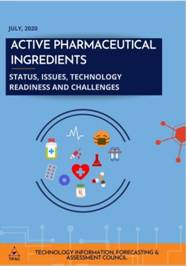 JULY, 2020
ACTIVE PHARMACEUTICAL
INGREDIENTS
STATUS, ISSUES, TECHNOLOGY
READINESS AND CHALLENGES
TECHNOLOGY INFORMATION, FORECASTING &
ASSESSMENT COUNCIL